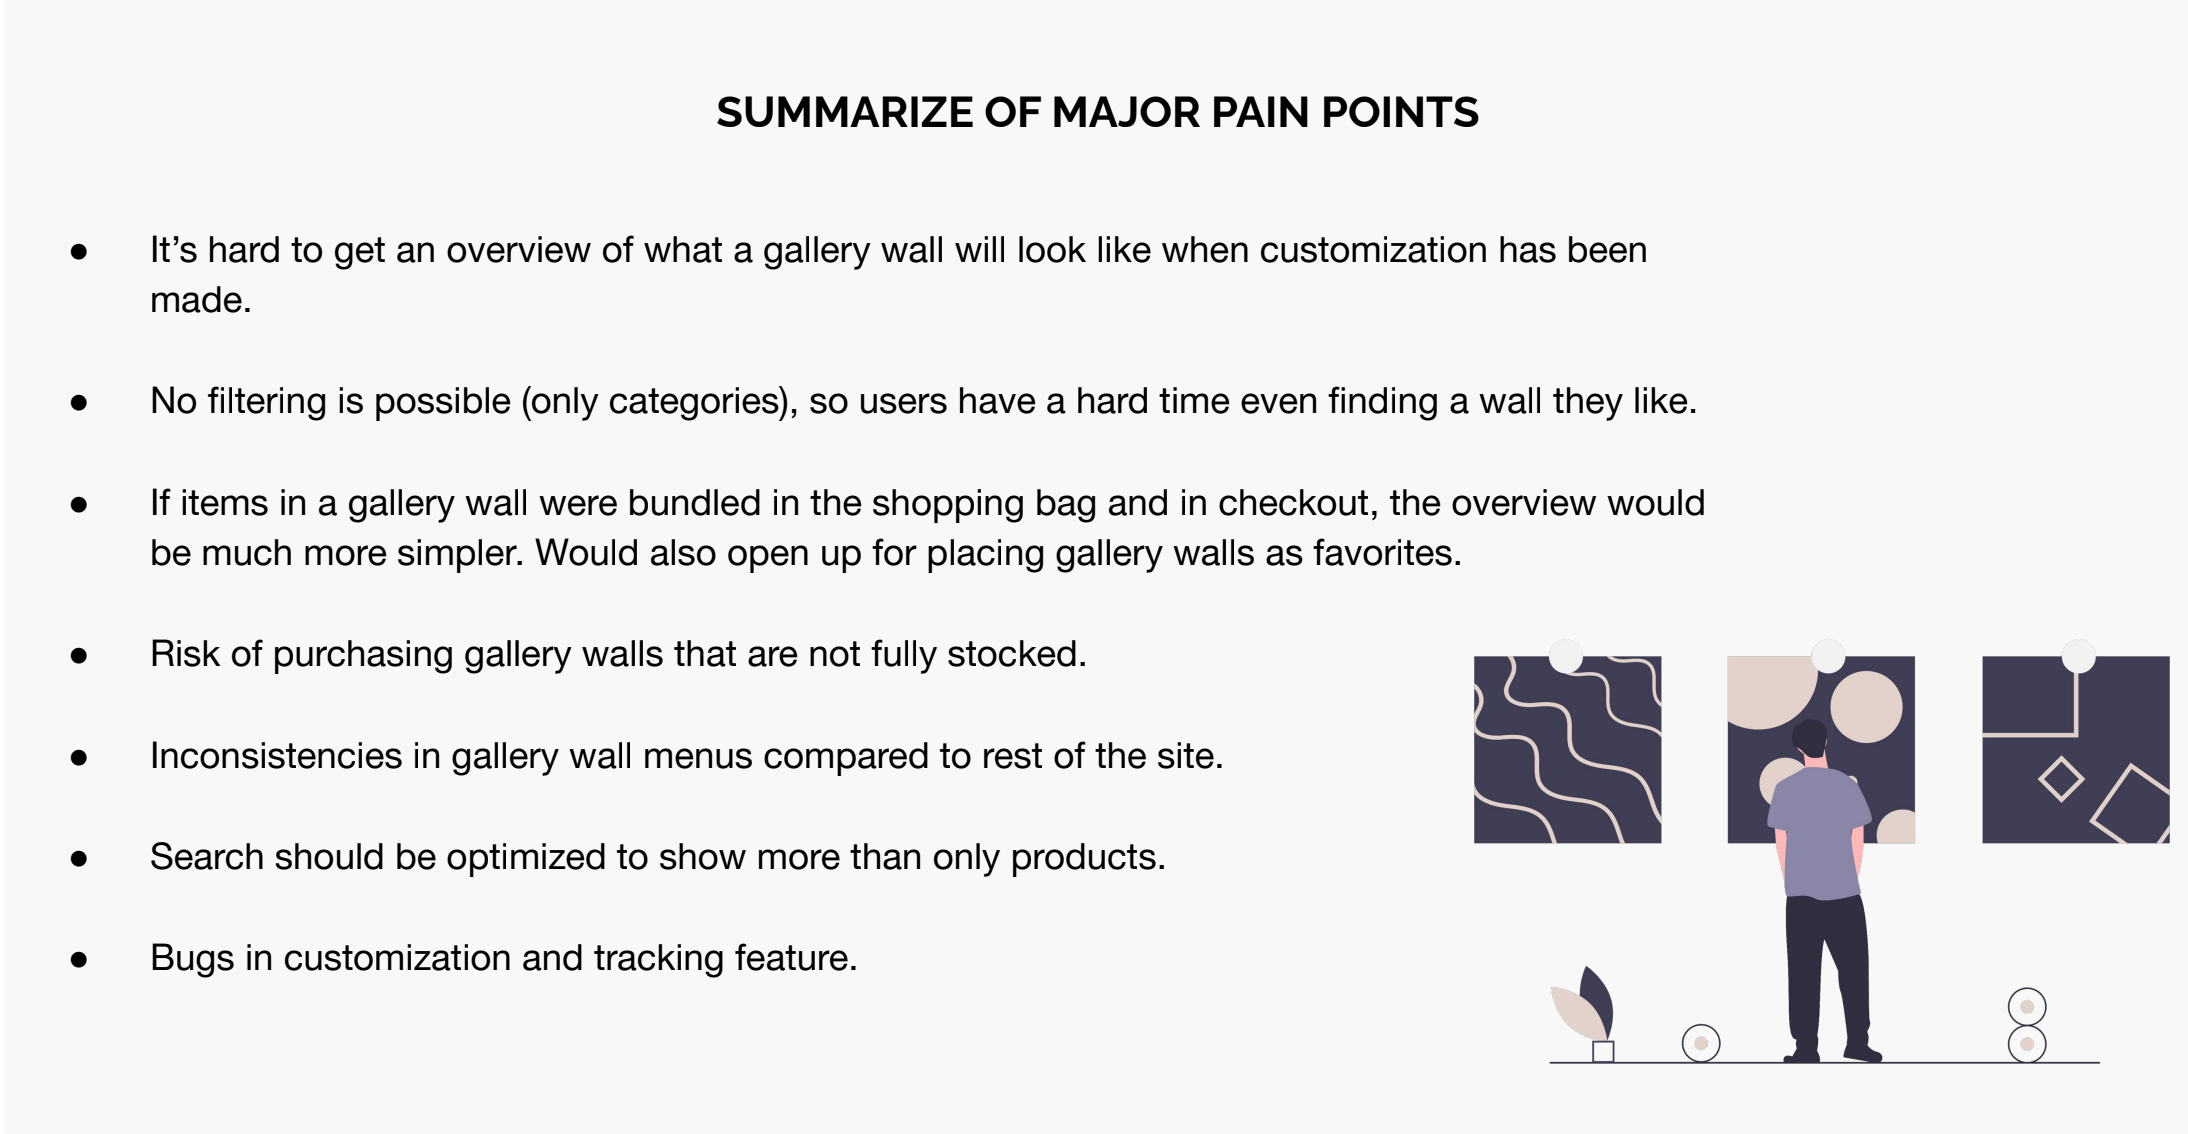 SUMMARIZE OF MAJOR PAIN POINTS
● It’s hard to get an overview of what a gallery wall will look like when customization has been
made.
● No filtering is possible (only categories), so users have a hard time even finding a wall they like.
● If items in a gallery wall were bundled in the shopping bag and in checkout, the overview would
be much more simpler. Would also open up for placing gallery walls as favorites.
● Risk of purchasing gallery walls that are not fully stocked.
● Inconsistencies in gallery wall menus compared to rest of the site.
● Search should be optimized to show more than only products.
● Bugs in customization and tracking feature.